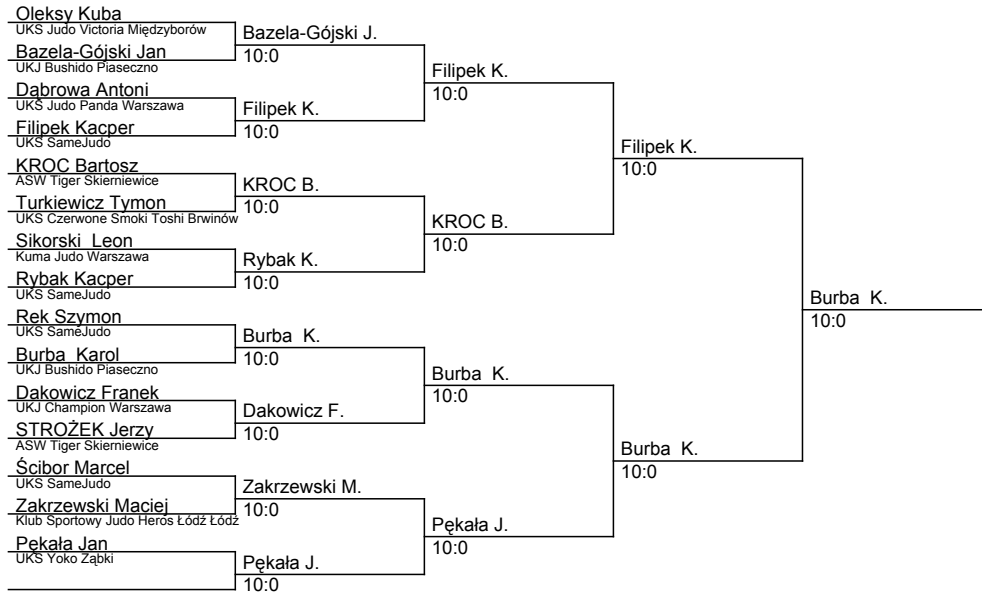 Oleksy Kuba
UKS Judo Victoria Międzyborów
Bazela-Gójski Jan
UKJ Bushido Piaseczno
Dąbrowa Antoni
UKS Judo Panda Warszawa
Filipek Kacper
UKS SameJudo
KROC Bartosz
ASW Tiger Skierniewice
Turkiewicz Tymon
UKS Czerwone Smoki Toshi Brwinów
Sikorski  Leon
Kuma Judo Warszawa
Rybak Kacper
UKS SameJudo
Rek Szymon
UKS SameJudo
Burba  Karol
UKJ Bushido Piaseczno
Dakowicz Franek
UKJ Champion Warszawa
STROŻEK Jerzy
ASW Tiger Skierniewice
Ścibor Marcel
UKS SameJudo
Zakrzewski Maciej
Klub Sportowy Judo Heros Łódź Łódź
Pękała Jan
UKS Yoko Ząbki
Bazela-Gójski J.
10:0
Filipek K.
10:0
KROC B.
10:0
Rybak K.
10:0
Burba  K.
10:0
Dakowicz F.
10:0
Zakrzewski M.
10:0
Pękała J.
10:0
Filipek K.
10:0
KROC B.
10:0
Burba  K.
10:0
Pękała J.
10:0
Filipek K.
10:0
Burba  K.
10:0
Burba  K.
10:0